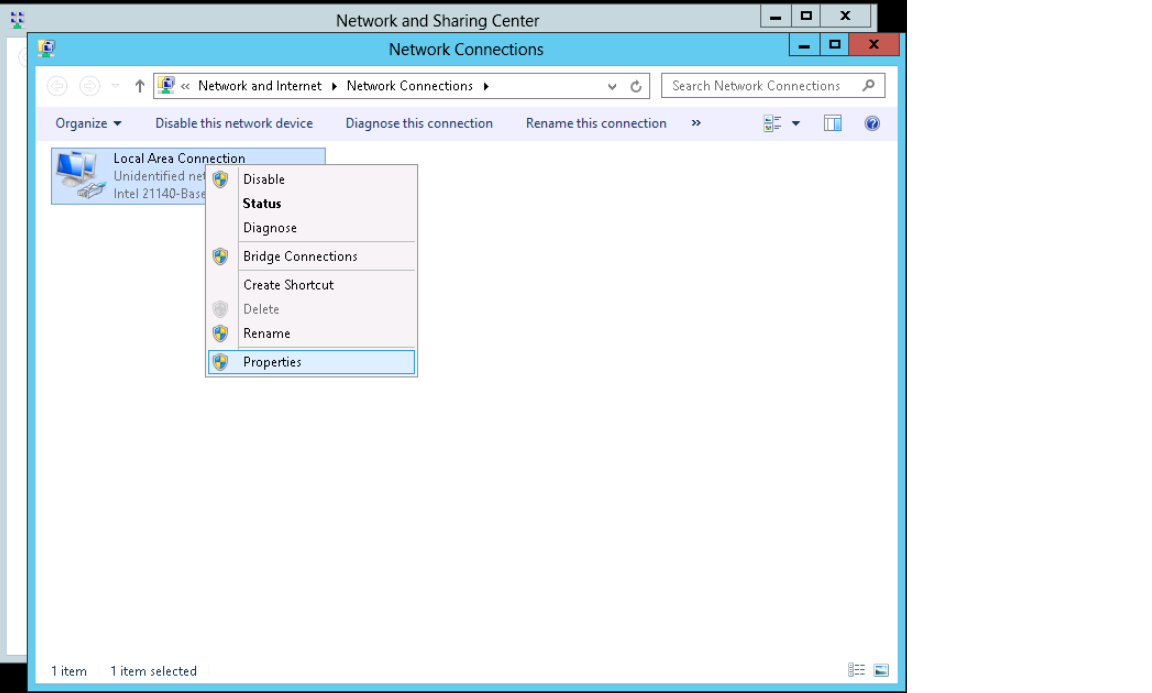 Network and Sharing Center
Network Connections
« Network and Internet Network Connections
Search Network Connections
Organize Disable this network device Diagnose this connection Rename this connection »
Local Area Connection
Unidentified
Intel 21140-Base
Disable
Status
Diagnose
Bridge Connections
Create Shortcut
Delete
Rename
Properties
1 item 1 item selected